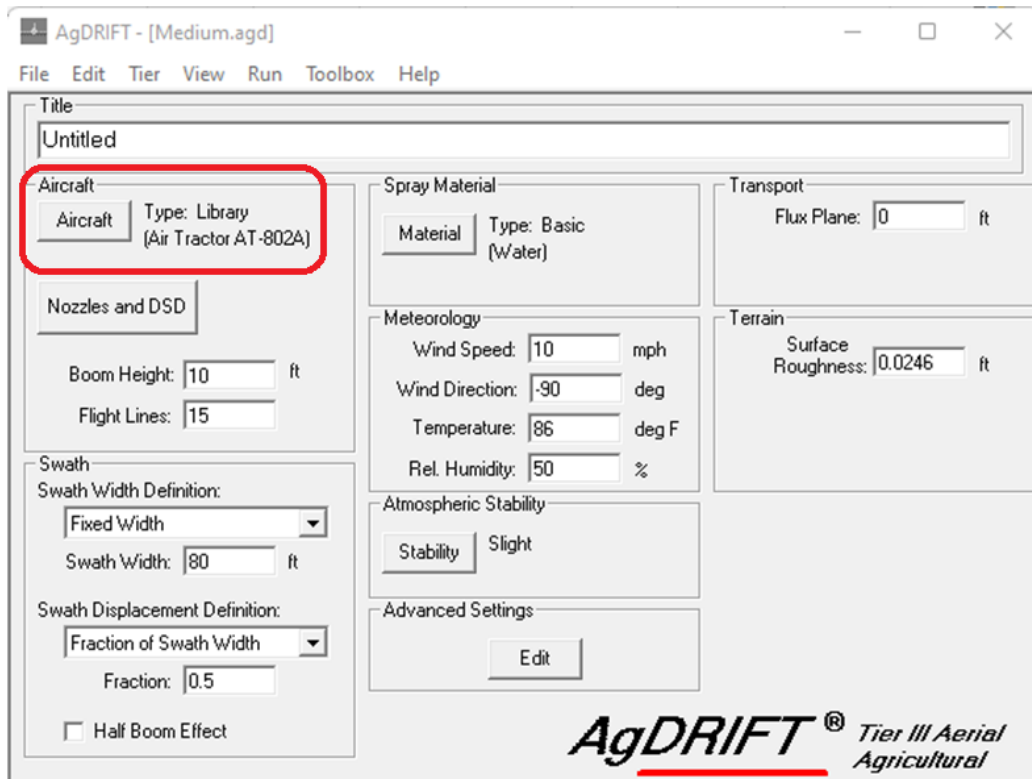 AgDRIFT - [Medium.agd]
File Edit Tier View Run Toolbox Help
Title
Untitled
Aircraft
Aircraft
Type: Library
(Air Tractor AT-802A)
Nozzles and DSD
Boom Height: 10 ft
Flight Lines: 15
Swath
Swath Width Definition:
Fixed Width
Swath Width: 80 ft
Swath Displacement Definition:
Fraction of Swath Width
Fraction: 0.5
Half Boom Effect
Spray Material
Material
Type: Basic
(Water)
Meteorology
Wind Speed: 10 mph
Wind Direction: -90 deg
Temperature: 86 deg F
Rel. Humidity: 50 %
Atmospheric Stability
Stability Slight
Advanced Settings
Edit
Transport
Flux Plane: 0 ft
Terrain
Surface
Roughness: 0.0246 ft
AgDRIFT ® Tier III Aerial
Agricultural